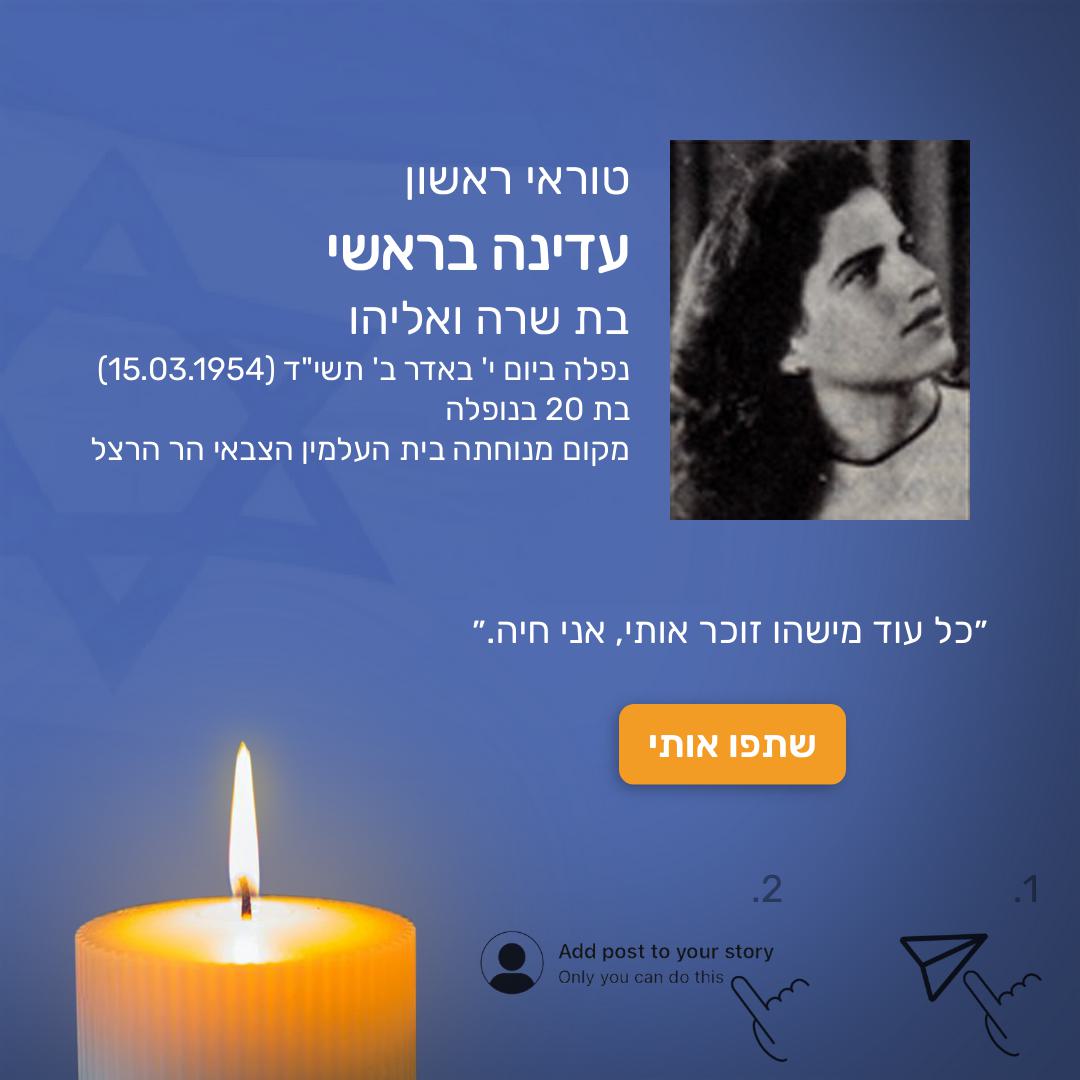 טוראי ראשון
עדינה בראשי
בת שרה ואליהו
נפלה ביום י' באדר ב' תשי"ד (15.03.1954)
בת 20 בנופלה
מקום מנוחתה בית העלמין הצבאי הר הרצל
״כל עוד מישהו זוכר אותי, אני חיה.״
שתפו אותי
.1
.2
Add post to your story
Only you can do this